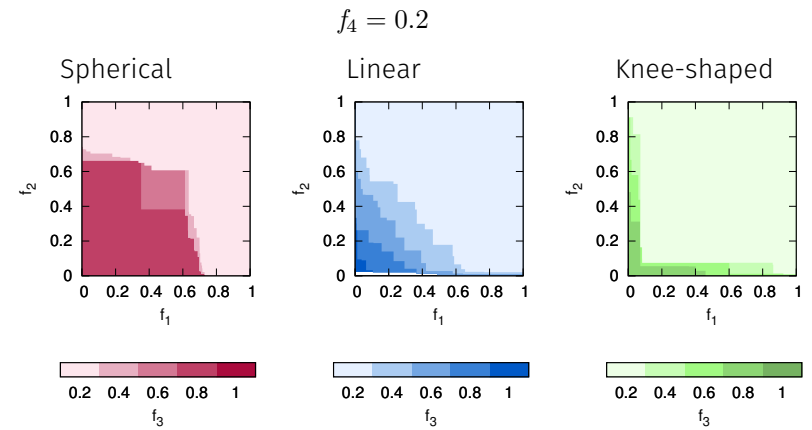 f₄ = 0.2
Spherical Linear Knee-shaped
1 1 1
0.8 0.8 0.8
0.6 0.6 0.6
f₂ f₂ f₂
0.4 0.4 0.4
0.2 0.2 0.2
0 0 0
0 0.2 0.4 0.6 0.8 1 0 0.2 0.4 0.6 0.8 1 0 0.2 0.4 0.6 0.8 1
f₁ f₁ f₁
0.2 0.4 0.6 0.8 1 0.2 0.4 0.6 0.8 1 0.2 0.4 0.6 0.8 1
f₃ f₃ f₃